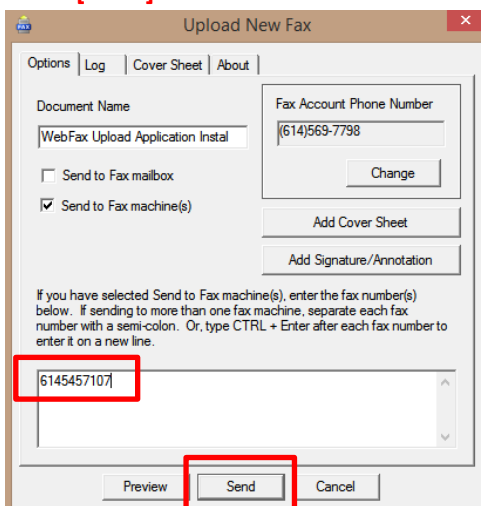 Upload New Fax
Options Log Cover Sheet About
Document Name
WebFax Upload Application Instal
Send to Fax mailbox
Send to Fax machine(s)
Fax Account Phone Number
(614)569-7798
Change
Add Cover Sheet
Add Signature/Annotation
If you have selected Send to Fax machine(s), enter the fax number(s)
below. If sending to more than one fax machine, separate each fax
number with a semi-colon. Or, type CTRL + Enter after each fax number to
enter it on a new line.
6145457107
Preview Send Cancel